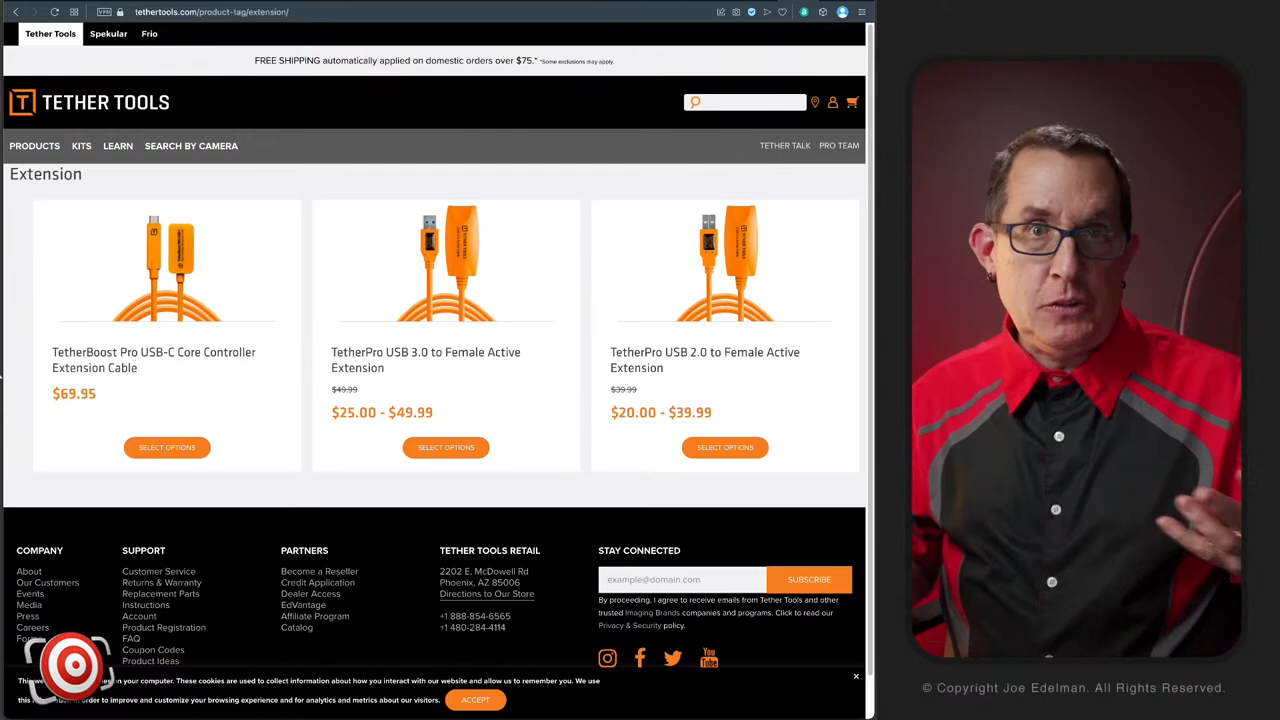 VPN
tethertools.com/product-tag/extension/
Tether Tools
Spekular
Frio
FREE SHIPPING automatically applied on domestic orders over $75.* *Some exclusions may apply.
T TETHER TOOLS
PRODUCTS
KITS
LEARN
SEARCH BY CAMERA
TETHER TALK
PRO TEAM
Extension
TetherBoost Pro USB-C Core Controller
Extension Cable
$69.95
SELECT OPTIONS
TetherPro USB 3.0 to Female Active
Extension
$49.99
$25.00 - $49.99
SELECT OPTIONS
TetherPro USB 2.0 to Female Active
Extension
$39.99
$20.00 - $39.99
SELECT OPTIONS
COMPANY
About
Our Customers
Events
Media
Press
Careers
SUPPORT
Customer Service
Returns & Warranty
Replacement Parts
Instructions
Account
Product Registration
FAQ
Coupon Codes
Product Ideas
PARTNERS
Become a Reseller
Credit Application
Dealer Access
EdVantage
Affiliate Program
Catalog
TETHER TOOLS RETAIL
2202 E. McDowell Rd
Phoenix, AZ 85006
Directions to Our Store
+1 888-854-6565
+1 480-284-4114
STAY CONNECTED
example@domain.com
SUBSCRIBE
By proceeding, I agree to receive emails from Tether Tools and other
trusted Imaging Brands companies and programs. Click to read our
Privacy & Security policy.
You
Tube
This on your computer. These cookies are used to collect information about how you interact with our website and allow us to remember you. We use
this in order to improve and customize your browsing experience and for analytics and metrics about our visitors.
ACCEPT
© Copyright Joe Edelman. All Rights Reserved.